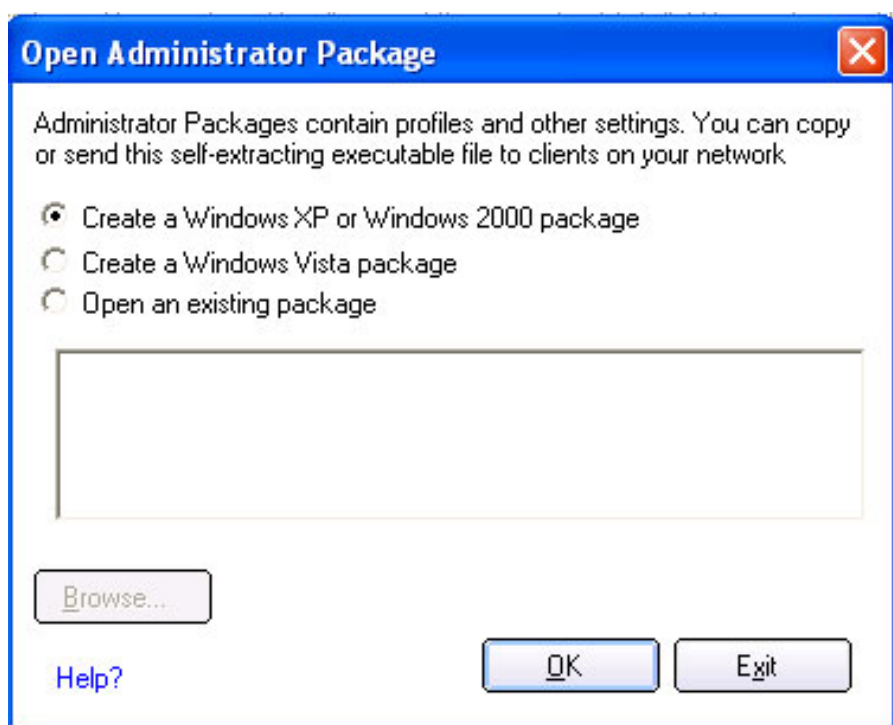 Open Administrator Package
Administrator Packages contain profiles and other settings. You can copy
or send this self-extracting executable file to clients on your network
Create a Windows XP or Windows 2000 package
Create a Windows Vista package
Open an existing package
Browse...
OK
Exit
Help?